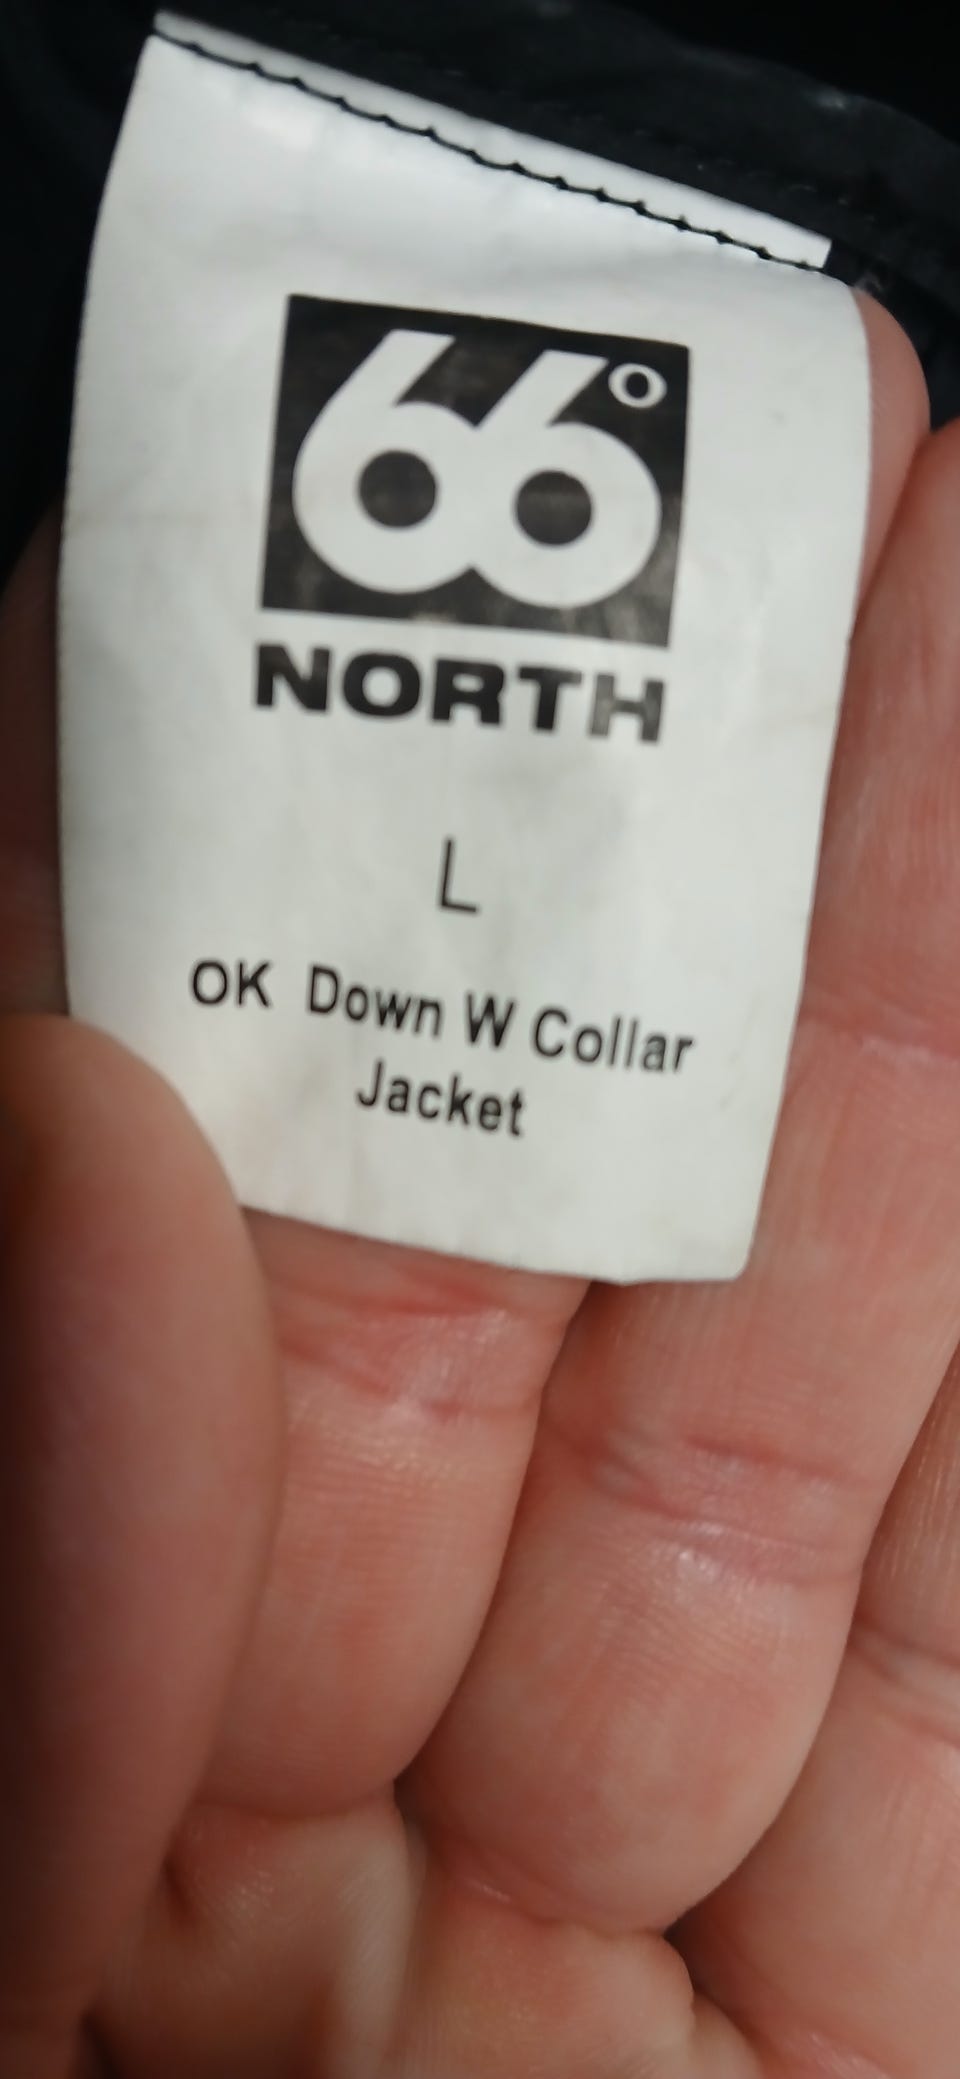 66°
NORTH
L
OK Down W Collar
Jacket